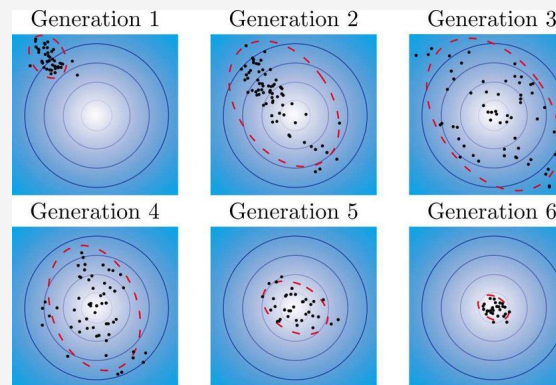 Generation 1
Generation 2
Generation 3
Generation 4
Generation 5
Generation 6